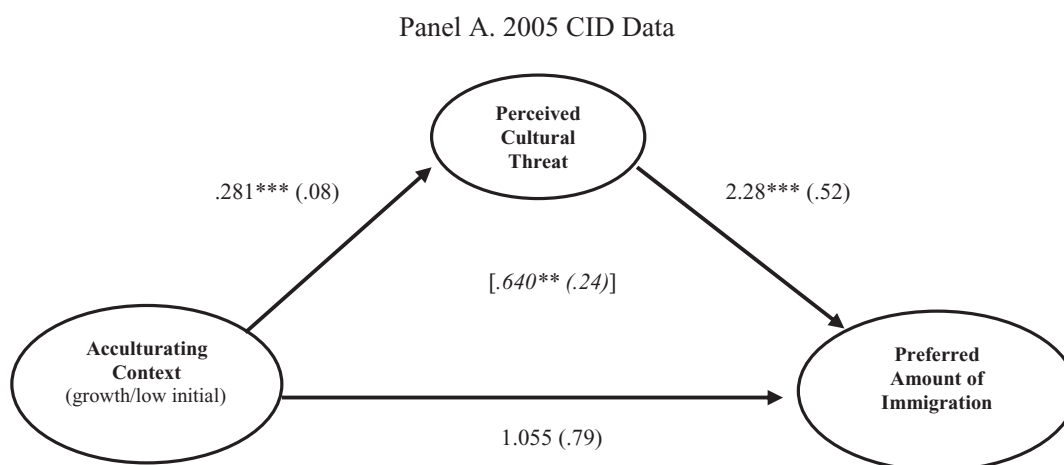 Panel A. 2005 CID Data
Perceived
Cultural
Threat
.281*** (.08)
2.28*** (.52)
[.640** (.24)]
Acculturating
Context
(growth/low initial)
Preferred
Amount of
Immigration
1.055 (.79)